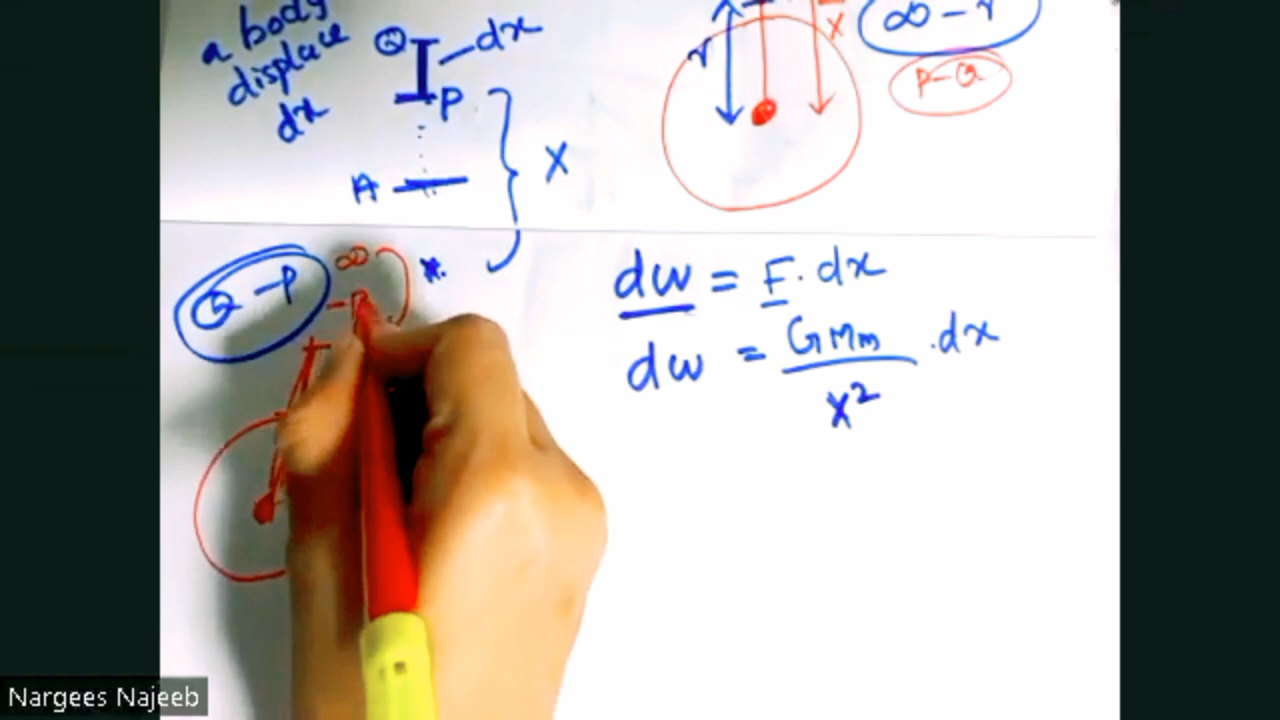 a body
displace
dx
Q
dx
P
A
X
r
X
∞ - r
P - Q
Q - P
∞
dw = F. dx
dw = GMm / x² . dx
Nargees Najeeb